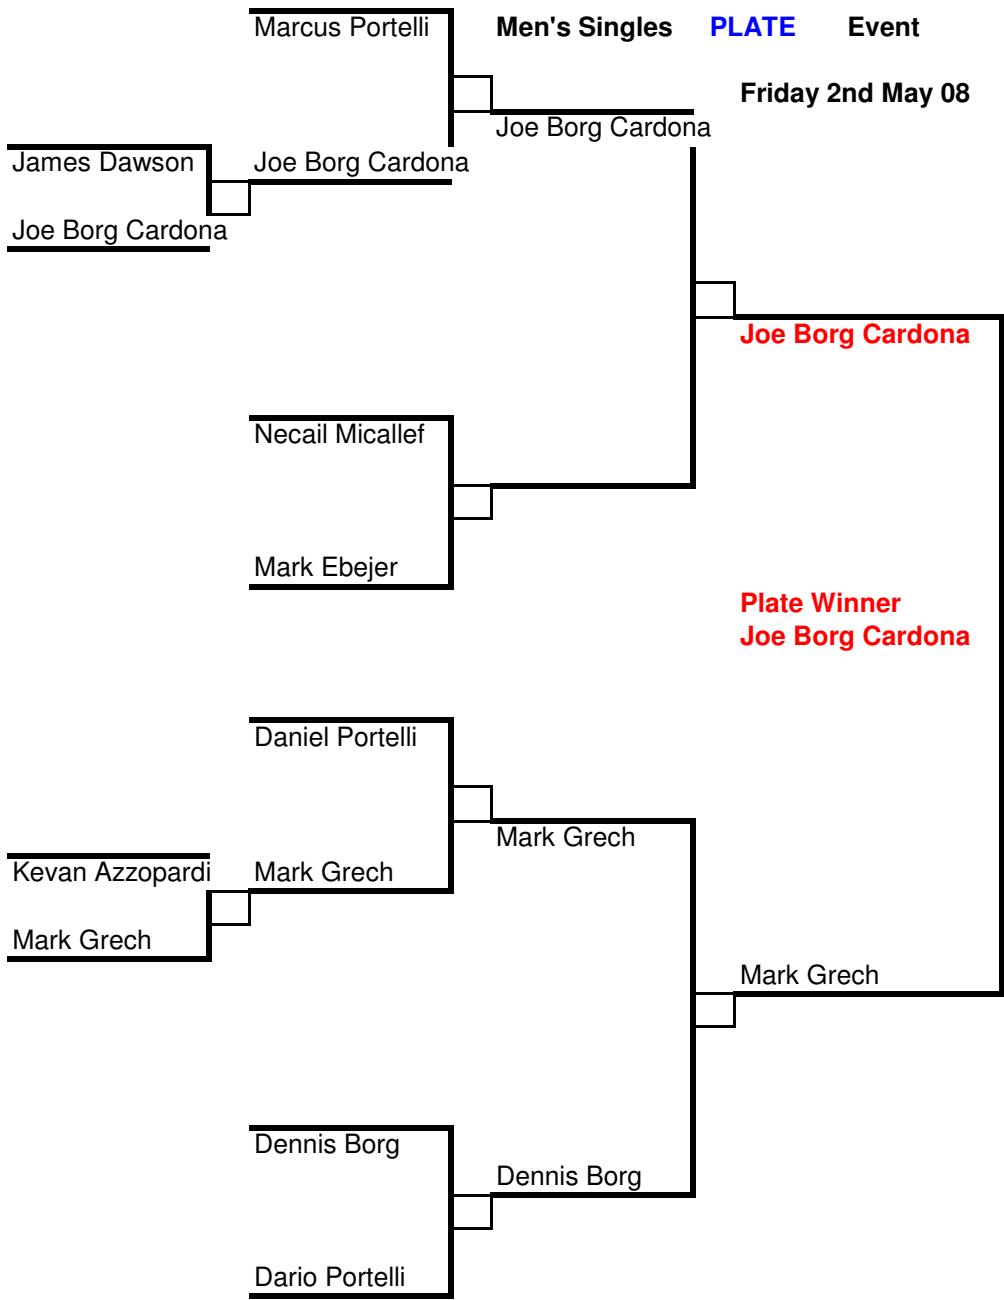 Marcus Portelli
Men's Singles PLATE Event
Friday 2nd May 08
Joe Borg Cardona
James Dawson
Joe Borg Cardona
Joe Borg Cardona
Joe Borg Cardona
Necail Micallef
Mark Ebejer
Plate Winner
Joe Borg Cardona
Daniel Portelli
Mark Grech
Kevan Azzopardi
Mark Grech
Mark Grech
Mark Grech
Dennis Borg
Dennis Borg
Dario Portelli